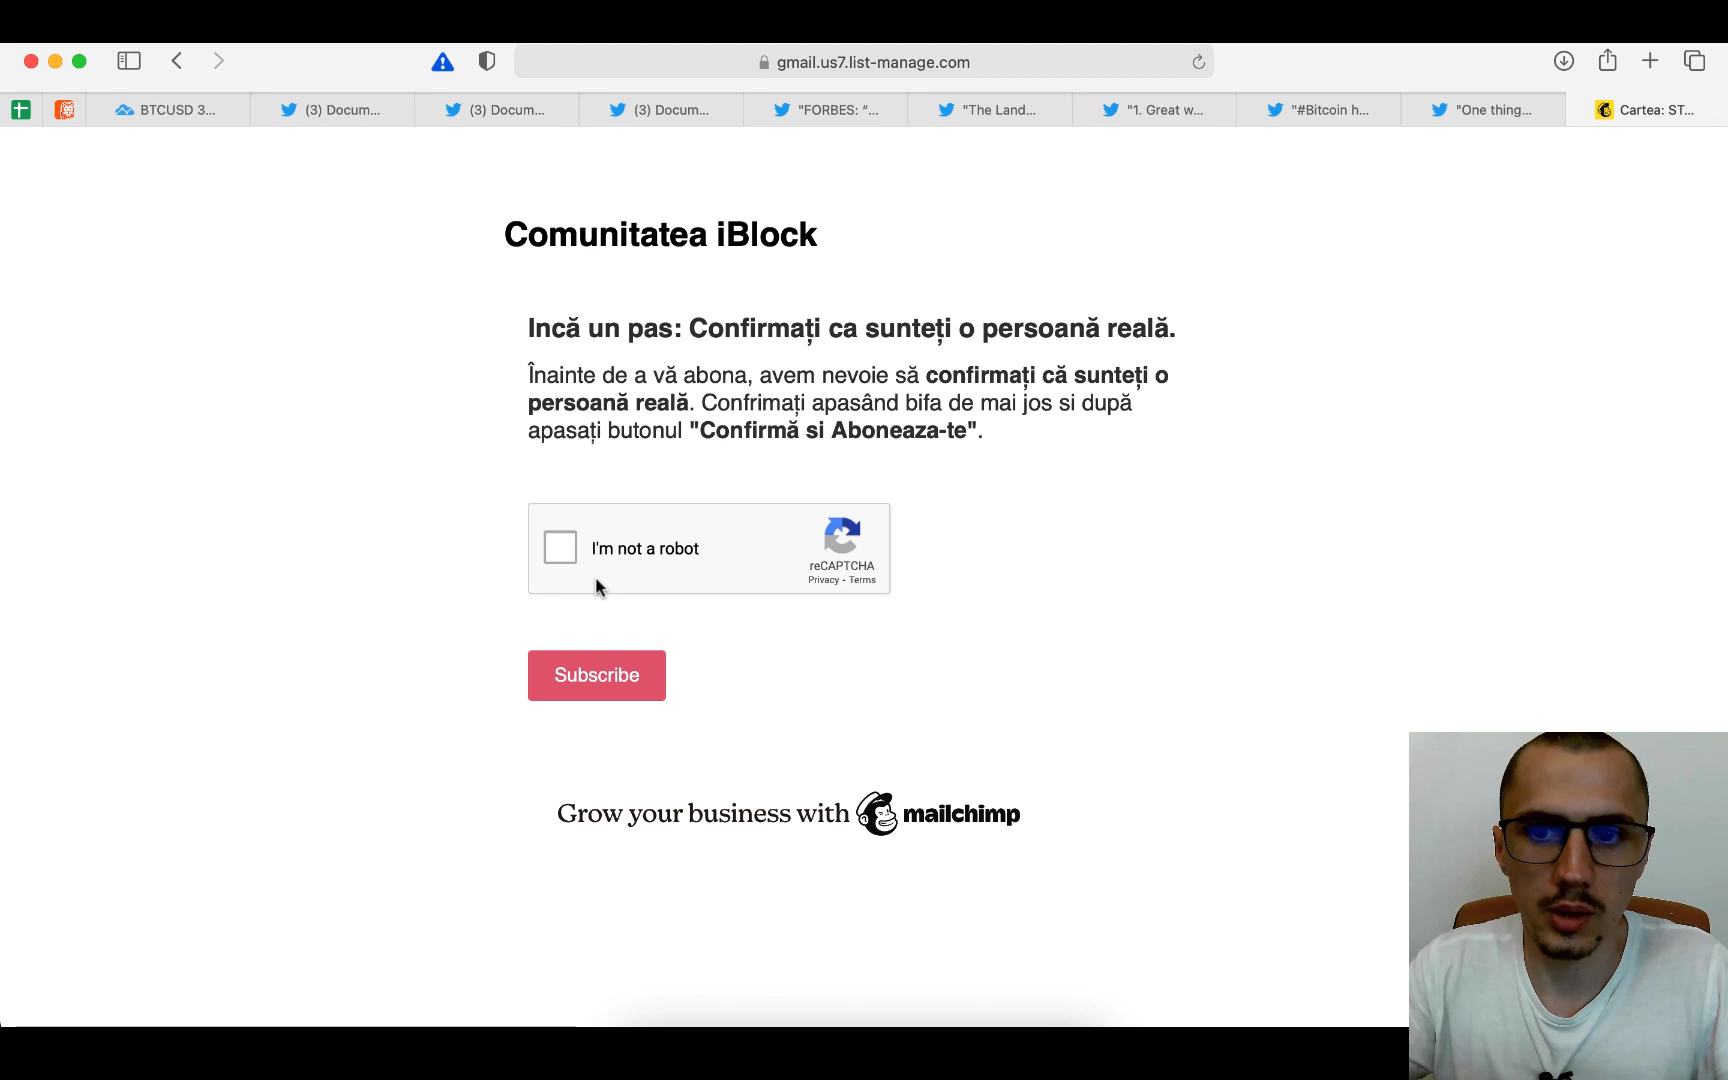 gmail.us7.list-manage.com
BTCUSD 3...
(3) Docum...
(3) Docum...
(3) Docum...
"FORBES: “...
"The Land...
"1. Great w...
"#Bitcoin h...
"One thing...
Cartea: ST...
Comunitatea iBlock
Incă un pas: Confirmați ca sunteți o persoană reală.
Înainte de a vă abona, avem nevoie să confirmați că sunteți o
persoană reală. Confrimați apasând bifa de mai jos si după
apasați butonul "Confirmă si Aboneaza-te".
I'm not a robot
reCAPTCHA
Privacy - Terms
Subscribe
Grow your business with mailchimp